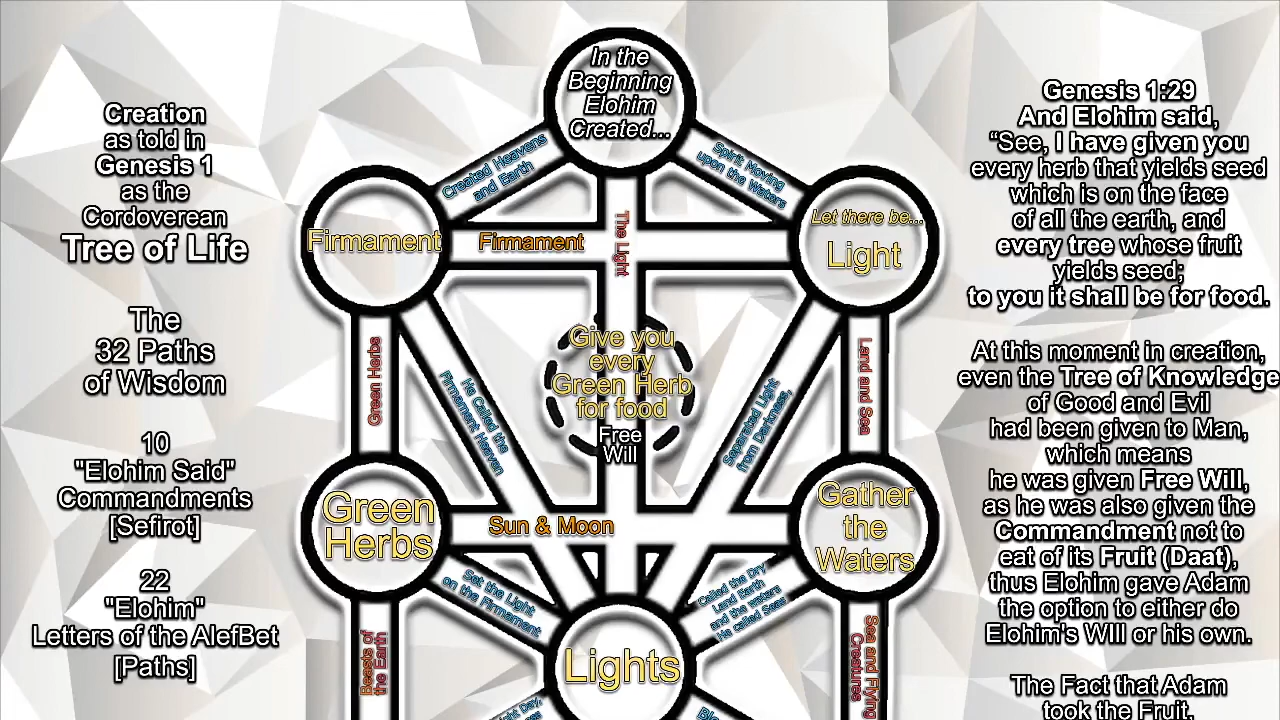 Creation
as told in
Genesis 1
as the
Cordoverean
Tree of Life
The
32 Paths
of Wisdom
10
"Elohim Said"
Commandments
[Sefirot]
22
"Elohim"
Letters of the AlefBet
[Paths]
In the
Beginning
Elohim
Created...
Created Heavens
and Earth
Spirit Moving
upon the Waters
Firmament
Firmament
The Light
Let there be...
Light
Give you
every
Green Herb
for food
Free
Will
Green Herbs
He Called the
Firmament Heaven
Separated Light
from Darkness,
Land and Sea
Green
Herbs
Sun & Moon
Gather
the
Waters
Set the Light
on the Firmament
Called the Dry
Land Earth
and the waters
He called Seas
Beasts of
the Earth
Lights
Sea and Flying
Creatures
Genesis 1:29
And Elohim said,
“See, I have given you
every herb that yields seed
which is on the face
of all the earth, and
every tree whose fruit
yields seed;
to you it shall be for food.
At this moment in creation,
even the Tree of Knowledge
of Good and Evil
had been given to Man,
which means
he was given Free Will,
as he was also given the
Commandment not to
eat of its Fruit (Daat),
thus Elohim gave Adam
the option to either do
Elohim's Will or his own.
The Fact that Adam
took the Fruit,